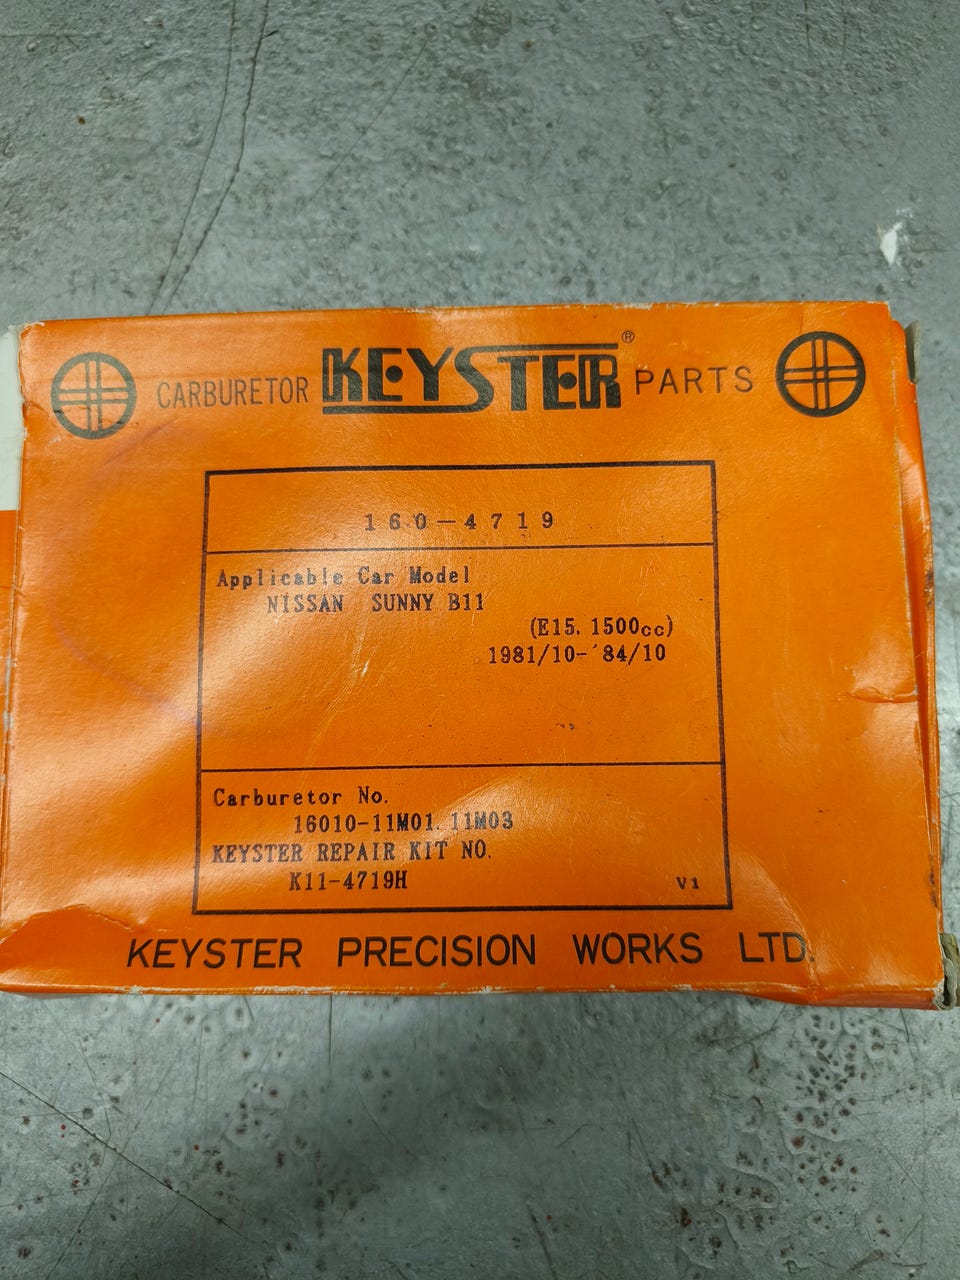 CARBURETOR KEYSTER® PARTS
160-4719
Applicable Car Model
NISSAN SUNNY B11
(E15. 1500cc)
1981/10-'84/10
Carburetor No.
16010-11M01. 11M03
KEYSTER REPAIR KIT NO.
K11-4719H V1
KEYSTER PRECISION WORKS LTD.